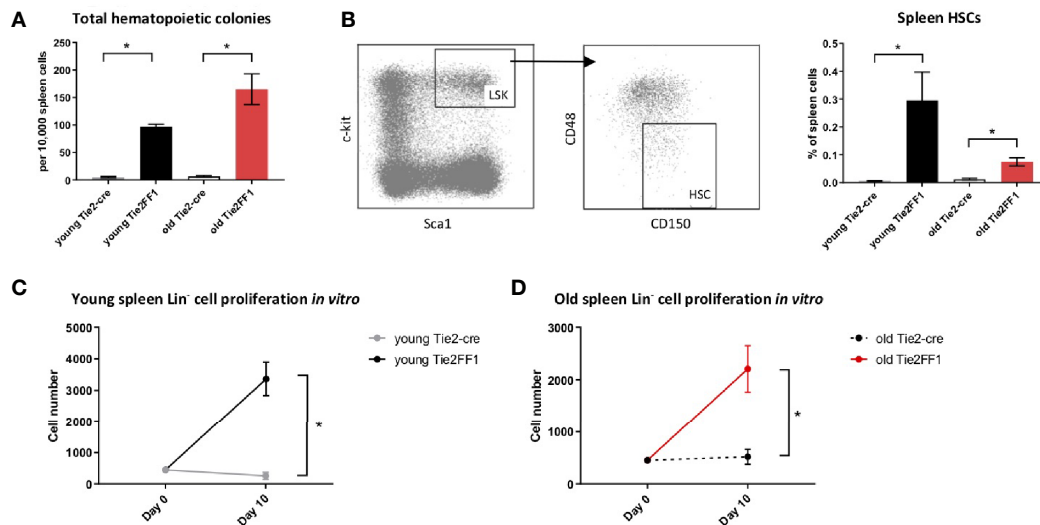 A
Total hematopoietic colonies
per 10,000 spleen cells
250
200
150
100
50
0
*
*
young Tie2-cre
young Tie2FF1
old Tie2-cre
old Tie2FF1
B
c-kit
LSK
Sca1
CD48
HSC
CD150
Spleen HSCs
% of spleen cells
0.5
0.4
0.3
0.2
0.1
0.0
*
*
young Tie2-cre
young Tie2FF1
old Tie2-cre
old Tie2FF1
C
Young spleen Lin⁻ cell proliferation in vitro
Cell number
5000
4000
3000
2000
1000
0
Day 0
Day 10
*
young Tie2-cre
young Tie2FF1
D
Old spleen Lin⁻ cell proliferation in vitro
Cell number
3000
2000
1000
0
Day 0
Day 10
*
old Tie2-cre
old Tie2FF1